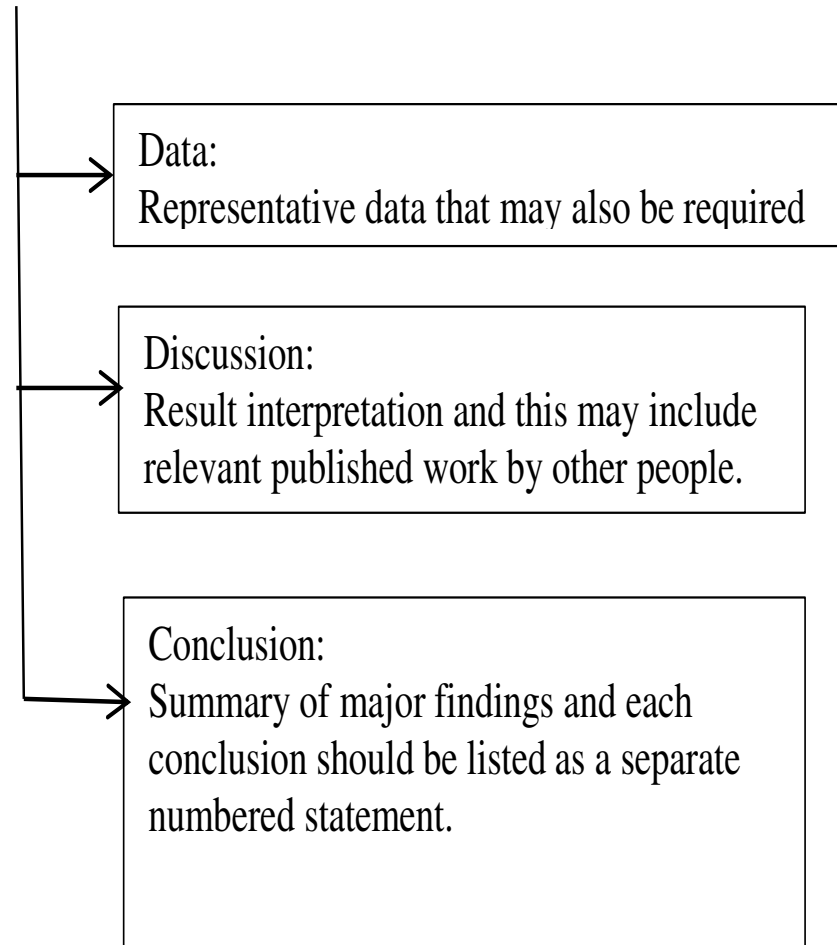 Data:
Representative data that may also be required
Discussion:
Result interpretation and this may include
relevant published work by other people.
Conclusion:
Summary of major findings and each
conclusion should be listed as a separate
numbered statement.